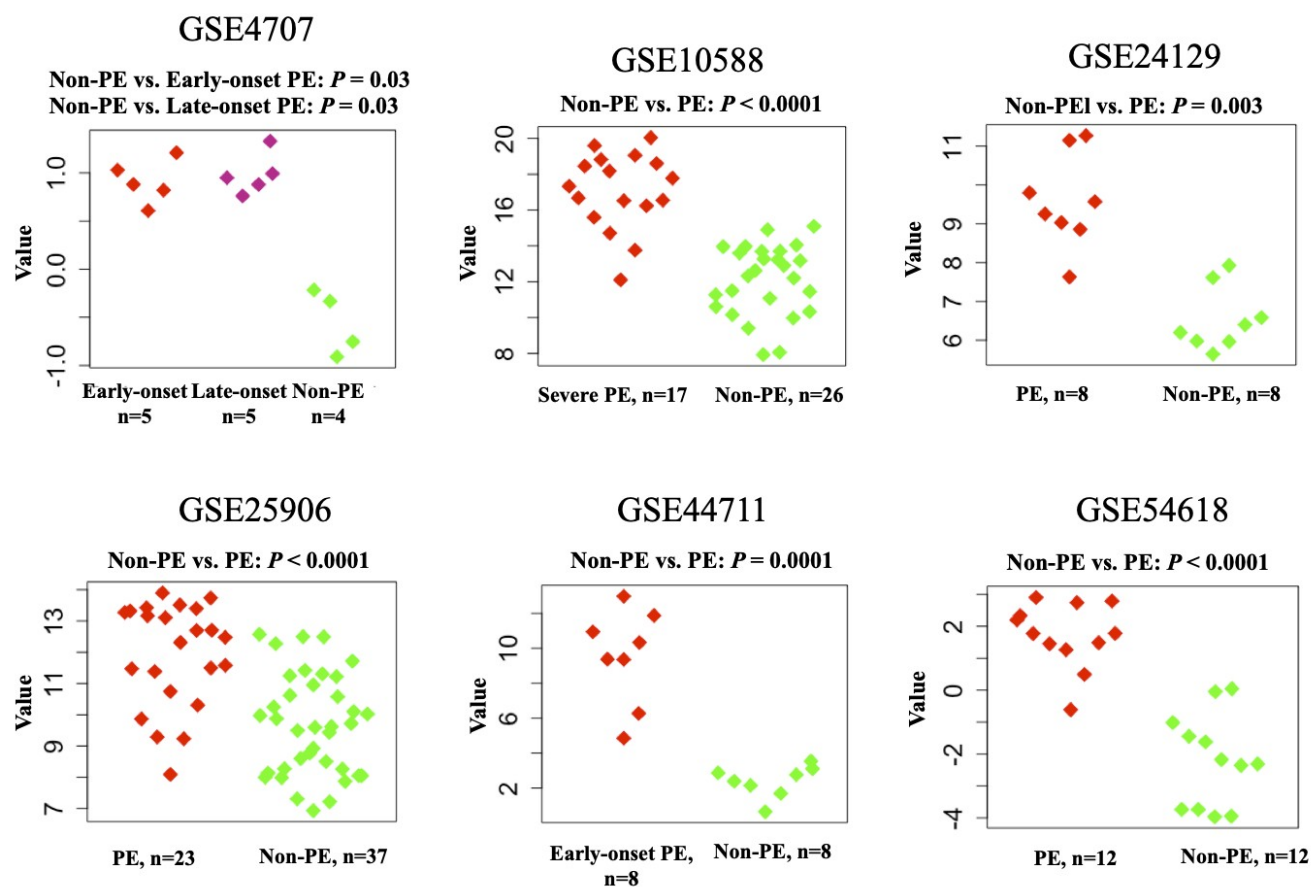 GSE4707
Non-PE vs. Early-onset PE: P = 0.03
Non-PE vs. Late-onset PE: P = 0.03
Value
1.0
0.0
-1.0
Early-onset Late-onset Non-PE
n=5 n=5 n=4
GSE10588
Non-PE vs. PE: P < 0.0001
Value
20
16
12
8
Severe PE, n=17 Non-PE, n=26
GSE24129
Non-PEl vs. PE: P = 0.003
Value
11
9
8
7
6
PE, n=8 Non-PE, n=8
GSE25906
Non-PE vs. PE: P < 0.0001
Value
13
11
9
7
PE, n=23 Non-PE, n=37
GSE44711
Non-PE vs. PE: P = 0.0001
Value
10
6
2
Early-onset PE, Non-PE, n=8
n=8
GSE54618
Non-PE vs. PE: P < 0.0001
Value
2
0
-2
-4
PE, n=12 Non-PE, n=12